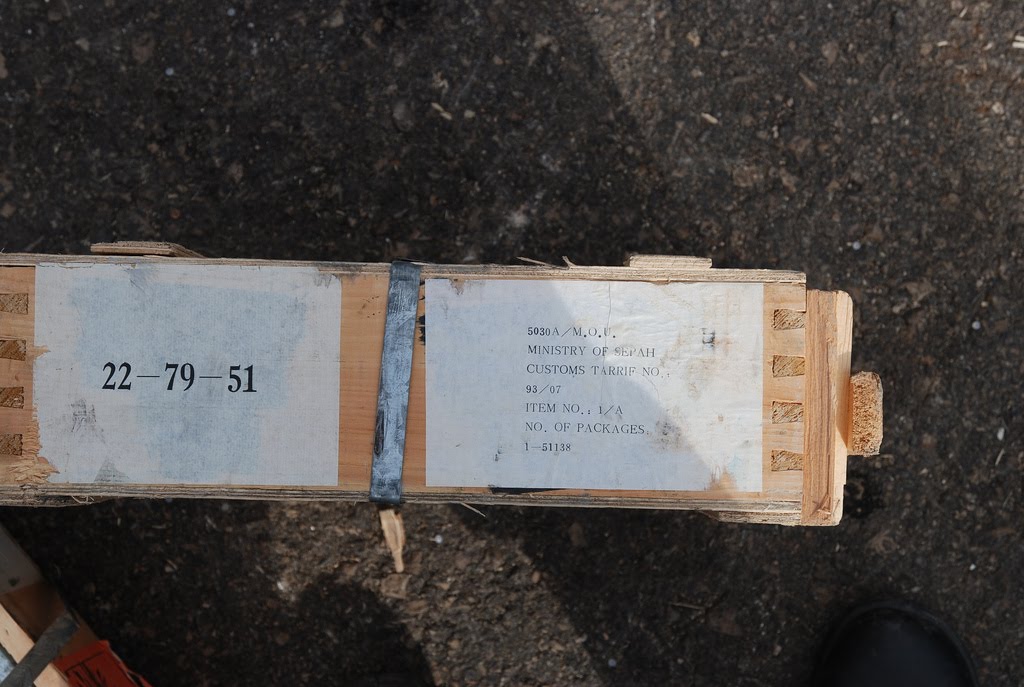 22-79-51
5030A/M.O.U.
MINISTRY OF SEPAH
CUSTOMS TARRIF NO.:
93/07
ITEM NO.: 1/A
NO. OF PACKAGES:
1-51138